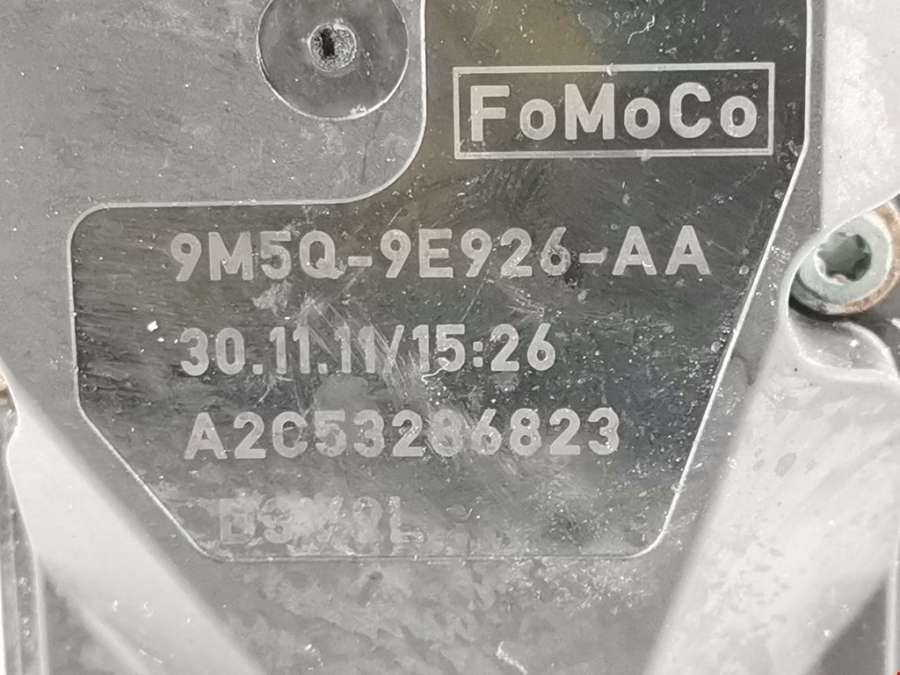 FoMoCo
9M5Q-9E926-AA
30.11.11/15:26
A2C53286823